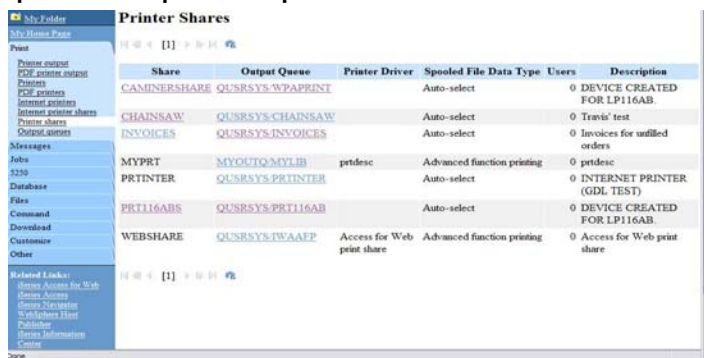 My Folder
My Home Page
Print
Printer output
PDF printer output
Printers
PDF printers
Internet printers
Internet printer shares
Printer shares
Output queues
Messages
Jobs
5250
Database
Files
Command
Download
Customize
Other
Related Links:
iSeries Access for Web
iSeries Access
iSeries Navigator
WebSphere Host
Publisher
iSeries Information
Center
Printer Shares
[1]
Share Output Queue Printer Driver Spooled File Data Type Users Description
CAMINERSHARE QUSRSYS/WPAPRINT Auto-select 0 DEVICE CREATED
FOR LP116AB.
CHAINSAW QUSRSYS/CHAINSAW Auto-select 0 Travis' test
INVOICES QUSRSYS/INVOICES Auto-select 0 Invoices for unfilled
orders
MYPRT MYOUTQ/MYLIB prtdesc Advanced function printing 0 prtdesc
PRTINTER QUSRSYS/PRTINTER Auto-select 0 INTERNET PRINTER
(GDL TEST)
PRT116ABS QUSRSYS/PRT116AB Auto-select 0 DEVICE CREATED
FOR LP116AB.
WEBSHARE QUSRSYS/IWAAFP Access for Web Advanced function printing 0 Access for Web print
print share share
[1]
Done